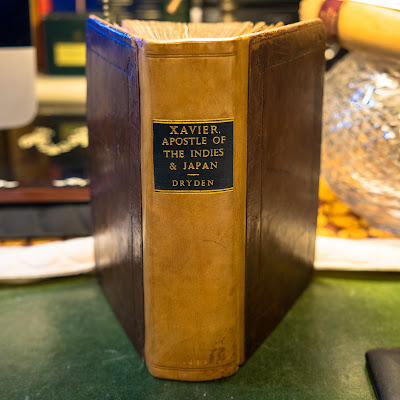 XAVIER,
APOSTLE OF
THE INDIES
& JAPAN
DRYDEN